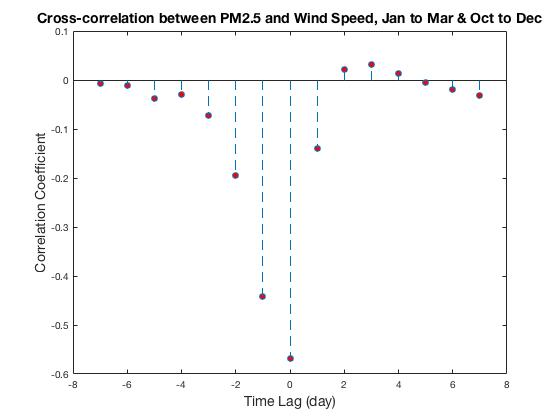 Cross-correlation between PM2.5 and Wind Speed, Jan to Mar & Oct to Dec
0.1
0
-0.1
-0.2
-0.3
-0.4
-0.5
-0.6
Correlation Coefficient
-8 -6 -4 -2 0 2 4 6 8
Time Lag (day)